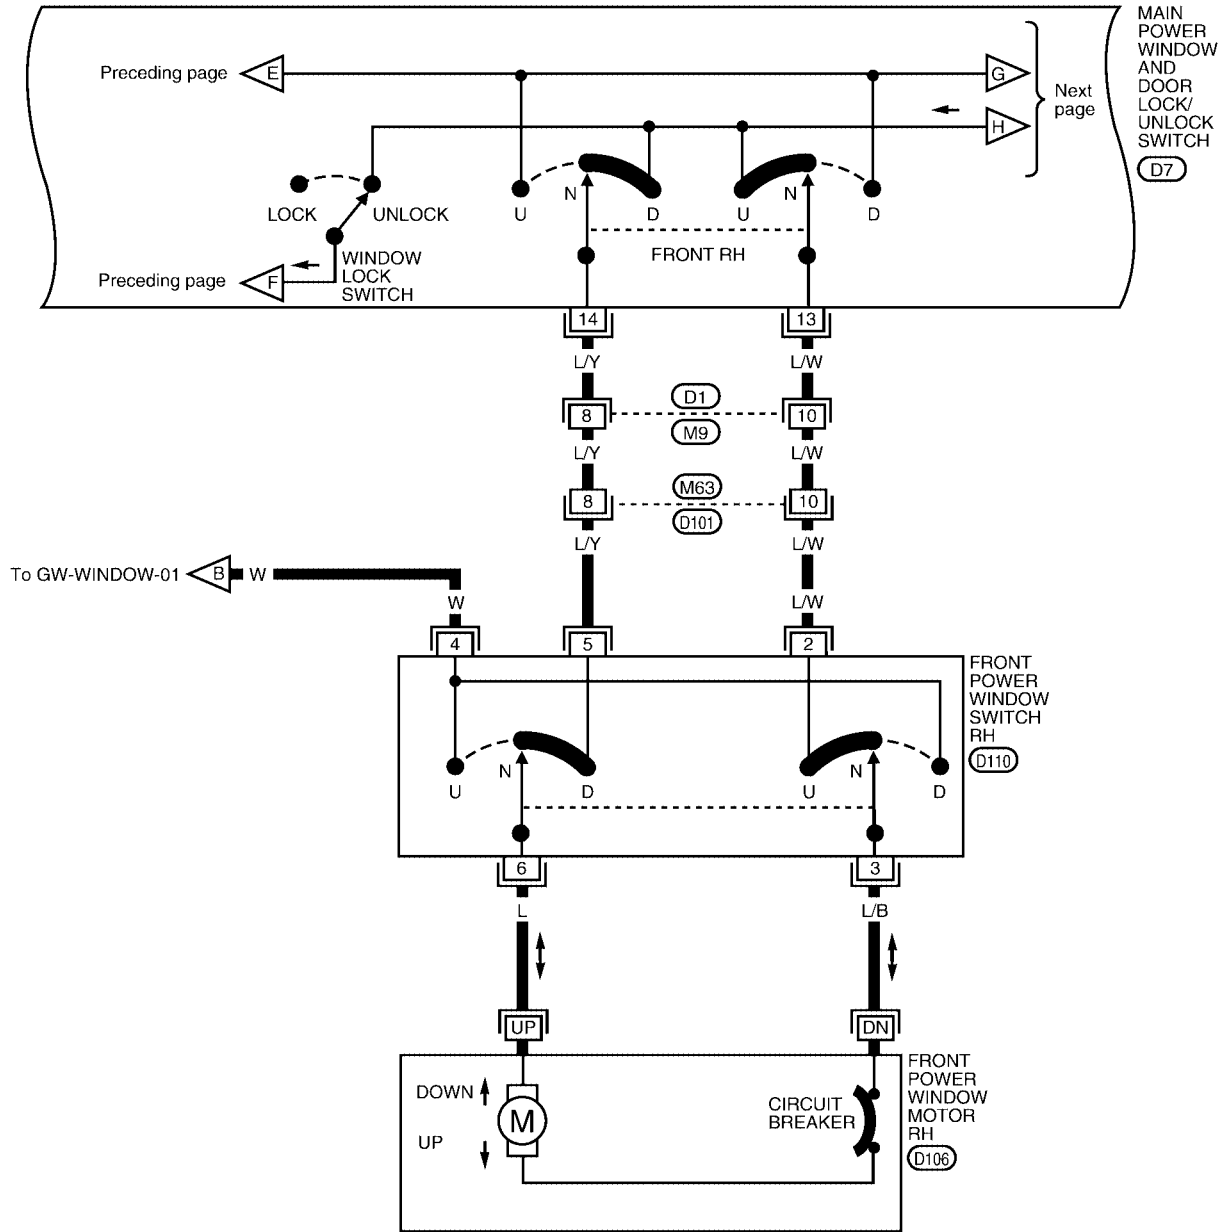 MAIN
POWER
WINDOW
AND
DOOR
LOCK/
UNLOCK
SWITCH
D7
Preceding page
E
G
H
Next
page
N
N
U
D
U
D
LOCK
UNLOCK
FRONT RH
WINDOW
LOCK
SWITCH
Preceding page
F
14
13
L/Y
L/W
D1
8
10
M9
L/Y
L/W
M63
8
10
D101
L/Y
L/W
To GW-WINDOW-01
B
W
W
L/W
4
5
2
FRONT
POWER
WINDOW
SWITCH
RH
D110
N
N
U
D
U
D
6
3
L
L/B
UP
DN
FRONT
POWER
WINDOW
MOTOR
RH
D106
DOWN
UP
M
CIRCUIT
BREAKER